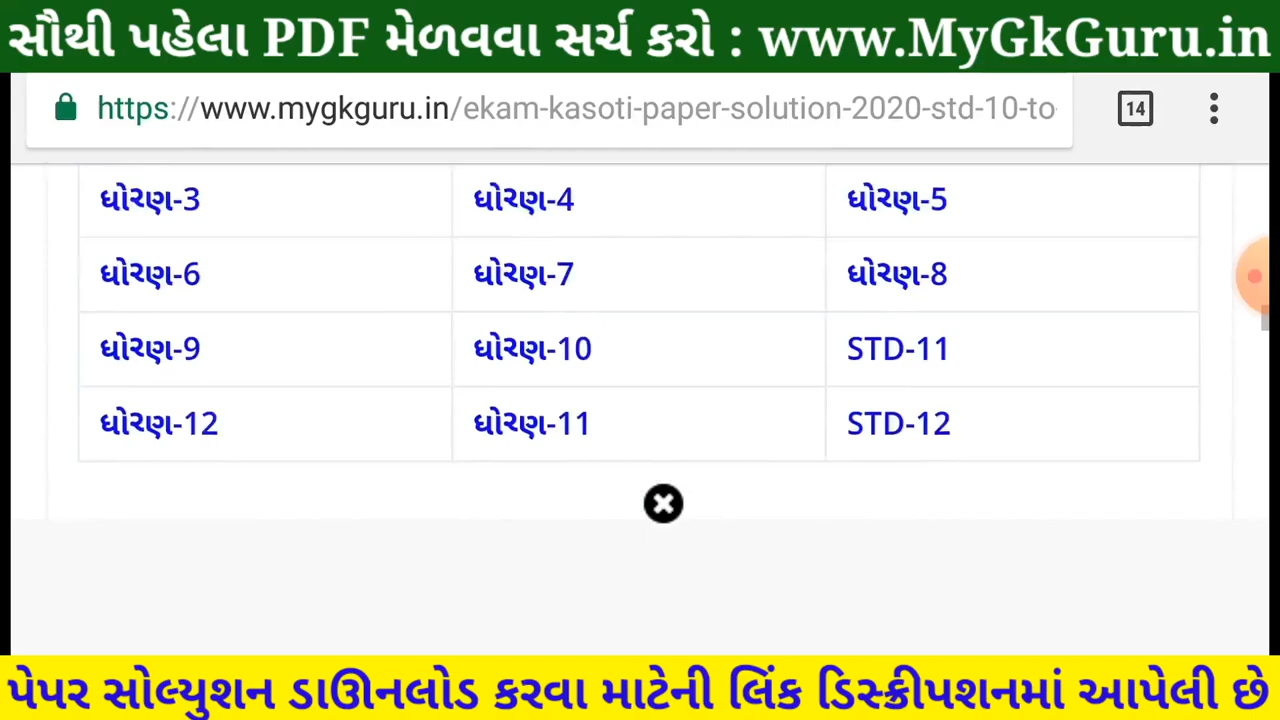 સૌથી પહેલા PDF મેળવવા સર્ચ કરો : www.MyGkGuru.in
https://www.mygkguru.in/ekam-kasoti-paper-solution-2020-std-10-to- 14
ધોરણ-3 ધોરણ-4 ધોરણ-5
ધોરણ-6 ધોરણ-7 ધોરણ-8
ધોરણ-9 ધોરણ-10 STD-11
ધોરણ-12 ધોરણ-11 STD-12
પેપર સોલ્યુશન ડાઊનલોડ કરવા માટેની લિંક ડિસ્ક્રીપશનમાં આપેલી છે